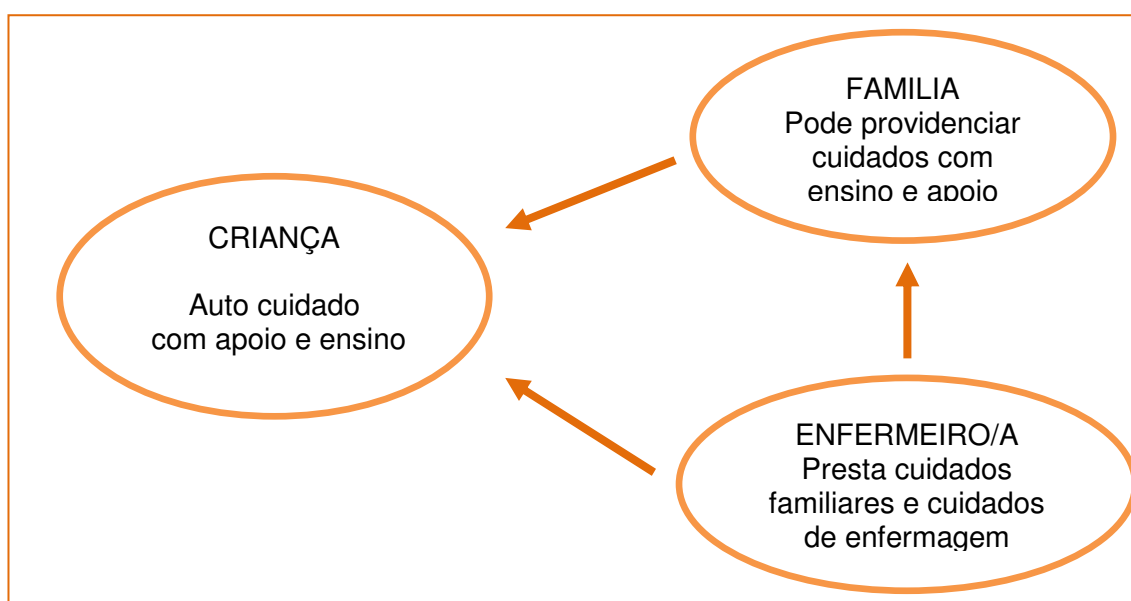 FAMILIA
Pode providenciar
cuidados com
ensino e apoio
CRIANÇA
Auto cuidado
com apoio e ensino
ENFERMEIRO/A
Presta cuidados
familiares e cuidados
de enfermagem